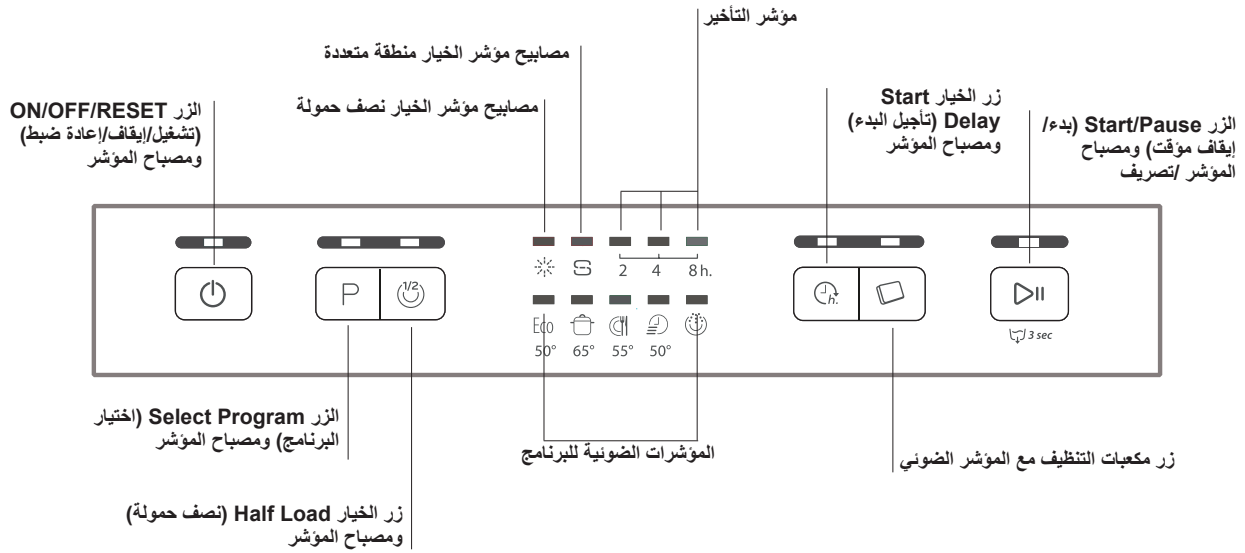 مؤشر التأخير
مصابيح مؤشر الخيار منطقة متعددة
مصابيح مؤشر الخيار نصف حمولة
الزر ON/OFF/RESET
(تشغيل/إيقاف/إعادة ضبط)
ومصباح المؤشر
زر الخيار Start
Delay (تأجيل البدء)
ومصباح المؤشر
الزر Start/Pause (بدء/
إيقاف مؤقت) ومصباح
المؤشر /تصريف
2 4 8 h.
P 1/2
h.
Eco
50° 65° 55° 50°
3 sec
الزر Select Program (اختيار
البرنامج) ومصباح المؤشر
المؤشرات الضوئية للبرنامج
زر مكعبات التنظيف مع المؤشر الضوئي
زر الخيار Half Load (نصف حمولة)
ومصباح المؤشر